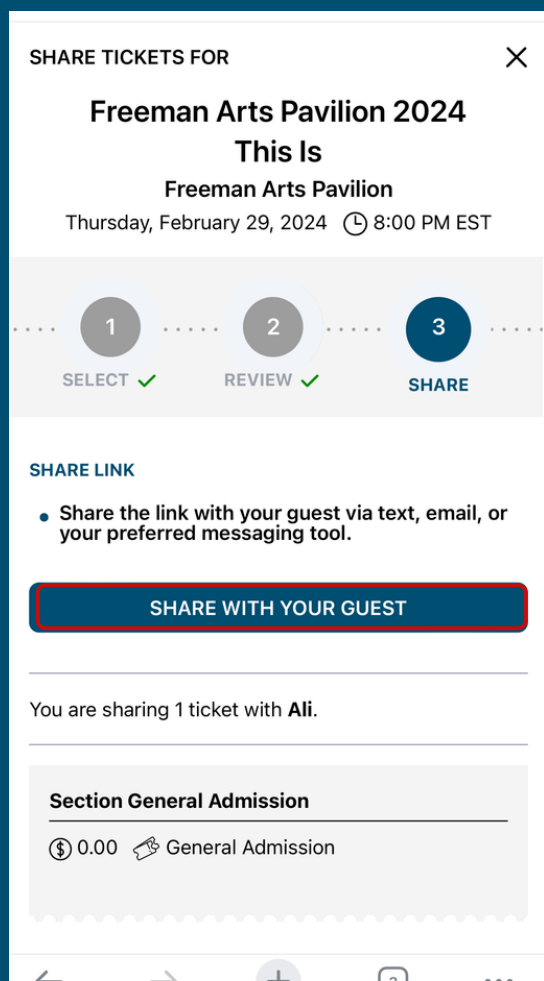 SHARE TICKETS FOR
Freeman Arts Pavilion 2024
This Is
Freeman Arts Pavilion
Thursday, February 29, 2024 8:00 PM EST
1 2 3
SELECT REVIEW SHARE
SHARE LINK
Share the link with your guest via text, email, or
your preferred messaging tool.
SHARE WITH YOUR GUEST
You are sharing 1 ticket with Ali.
Section General Admission
$ 0.00 General Admission